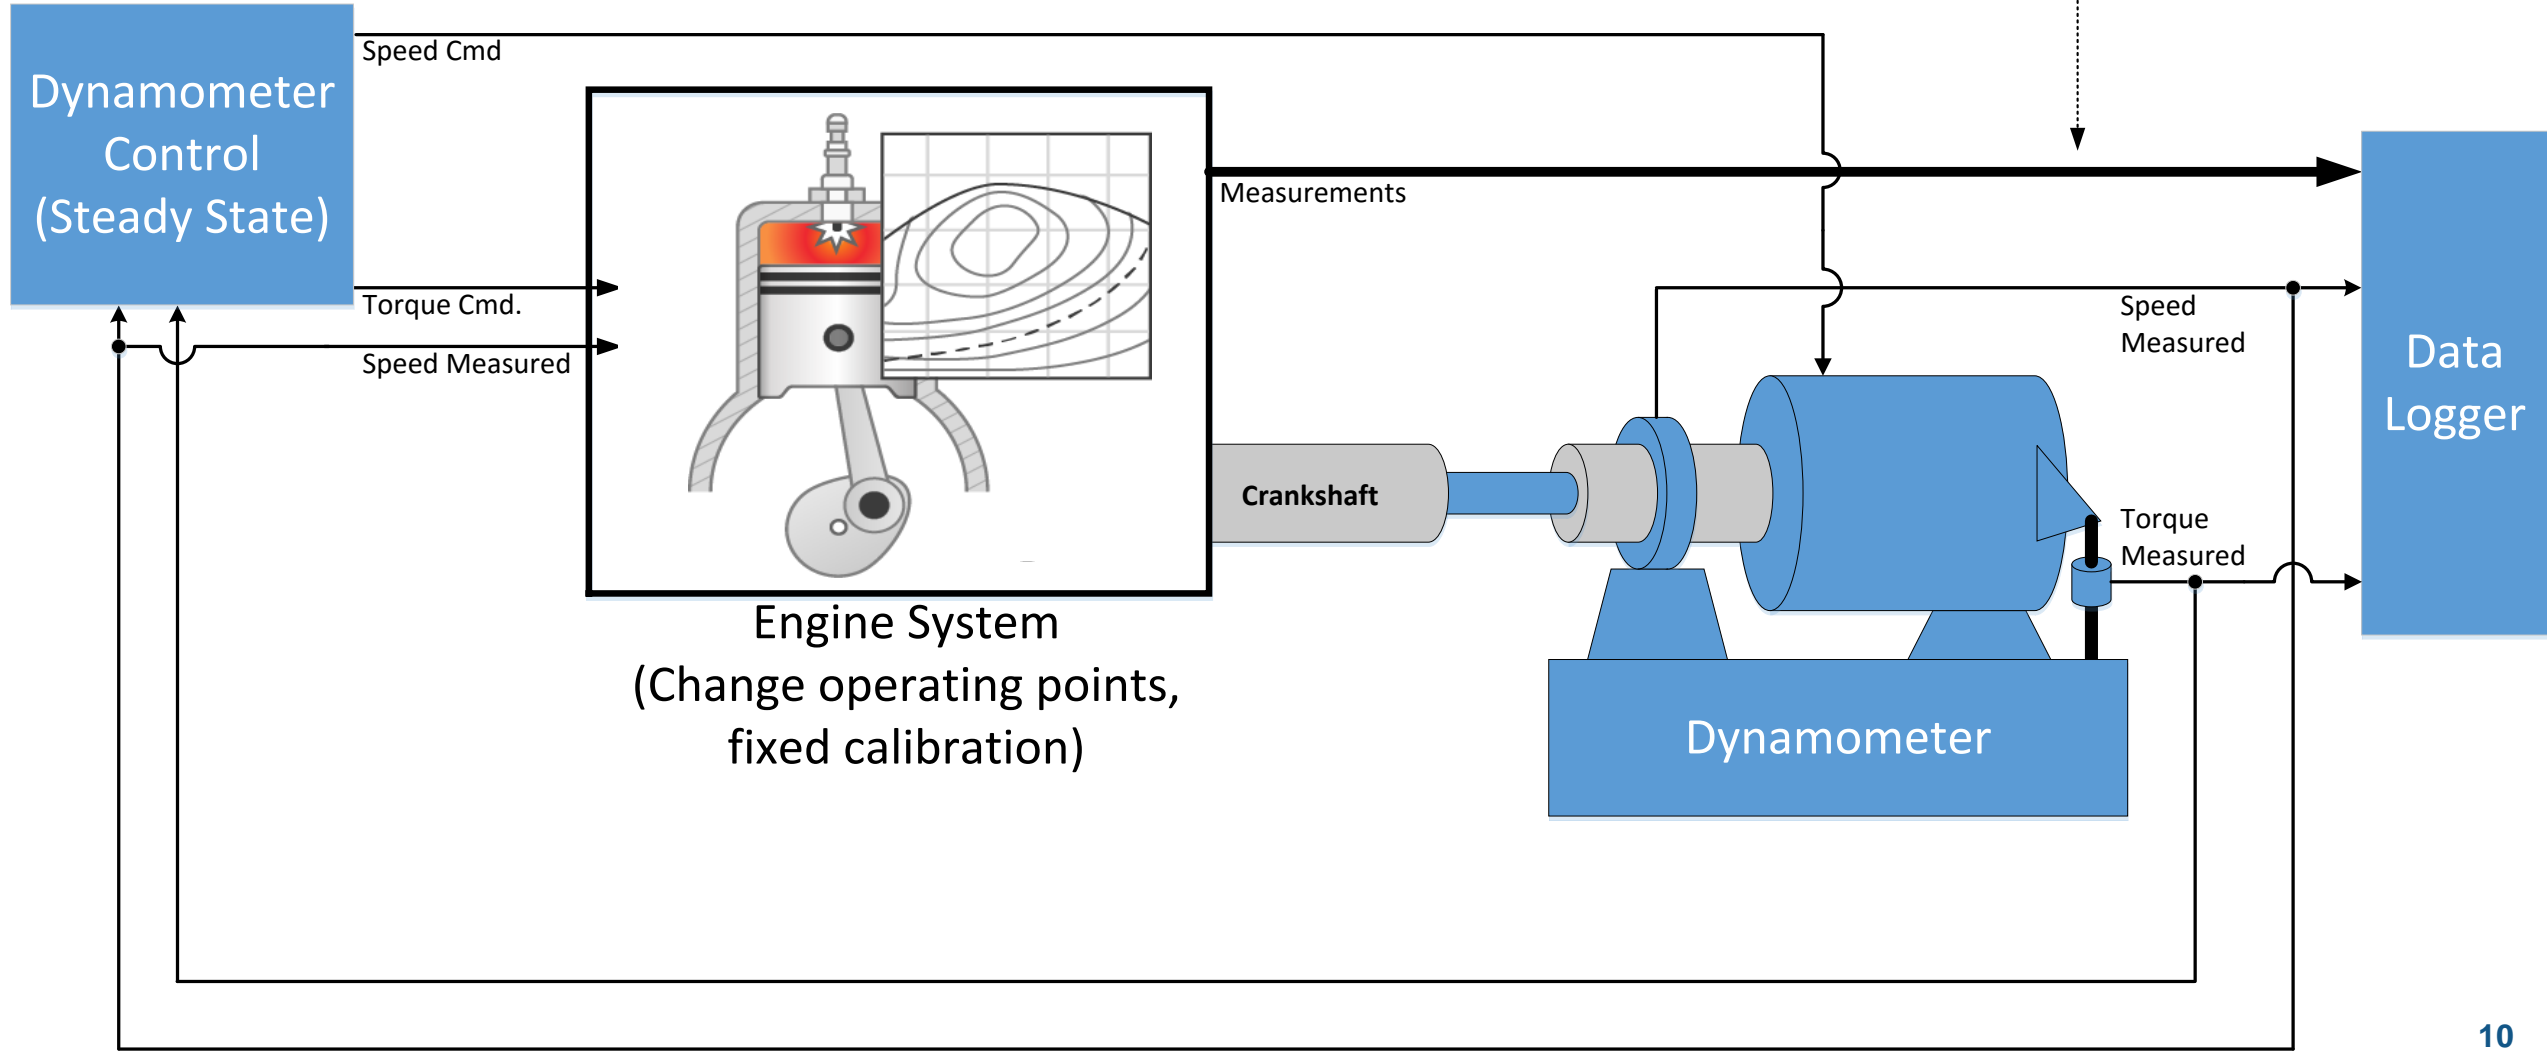 Dynamometer
Control
(Steady State)
Speed Cmd
Torque Cmd.
Speed Measured
Measurements
Engine System
(Change operating points,
fixed calibration)
Crankshaft
Dynamometer
Speed
Measured
Torque
Measured
Data
Logger
10